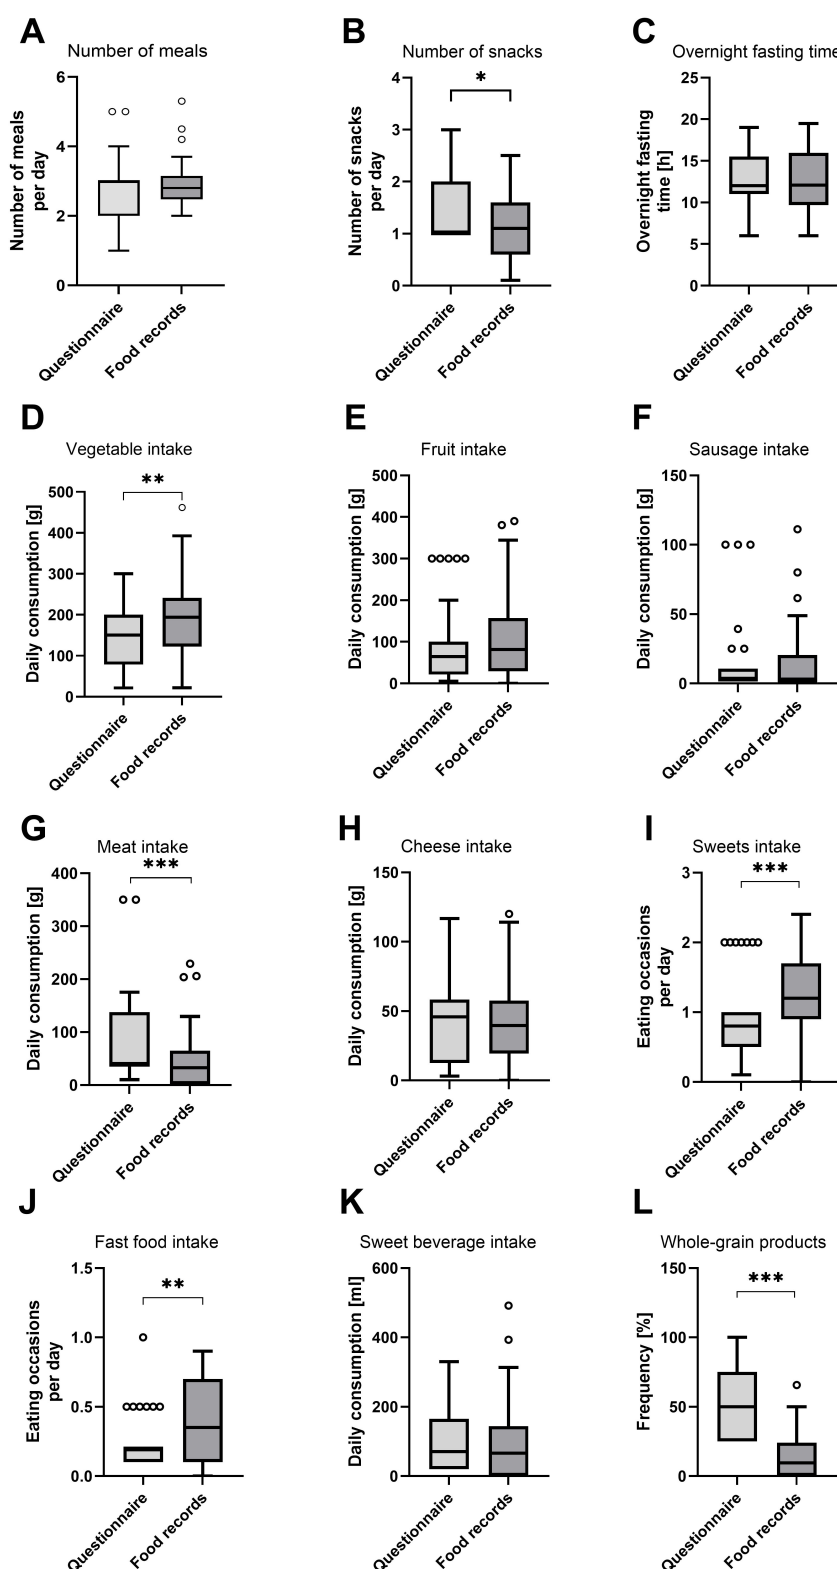 A
Number of meals
Number of meals
per day
6
4
2
0
Questionnaire
Food records
B
Number of snacks
*
Number of snacks
per day
4
3
2
1
0
Questionnaire
Food records
C
Overnight fasting time
Overnight fasting
time [h]
25
20
15
10
5
0
Questionnaire
Food records
D
Vegetable intake
**
Daily consumption [g]
500
400
300
200
100
0
Questionnaire
Food records
E
Fruit intake
Daily consumption [g]
500
400
300
200
100
0
Questionnaire
Food records
F
Sausage intake
Daily consumption [g]
150
100
50
0
Questionnaire
Food records
G
Meat intake
***
Daily consumption [g]
400
300
200
100
0
Questionnaire
Food records
H
Cheese intake
Daily consumption [g]
150
100
50
0
Questionnaire
Food records
I
Sweets intake
***
Eating occasions
per day
3
2
1
0
Questionnaire
Food records
J
Fast food intake
**
Eating occasions
per day
1.5
1.0
0.5
0.0
Questionnaire
Food records
K
Sweet beverage intake
Daily consumption [ml]
600
400
200
0
Questionnaire
Food records
L
Whole-grain products
***
Frequency [%]
150
100
50
0
Questionnaire
Food records